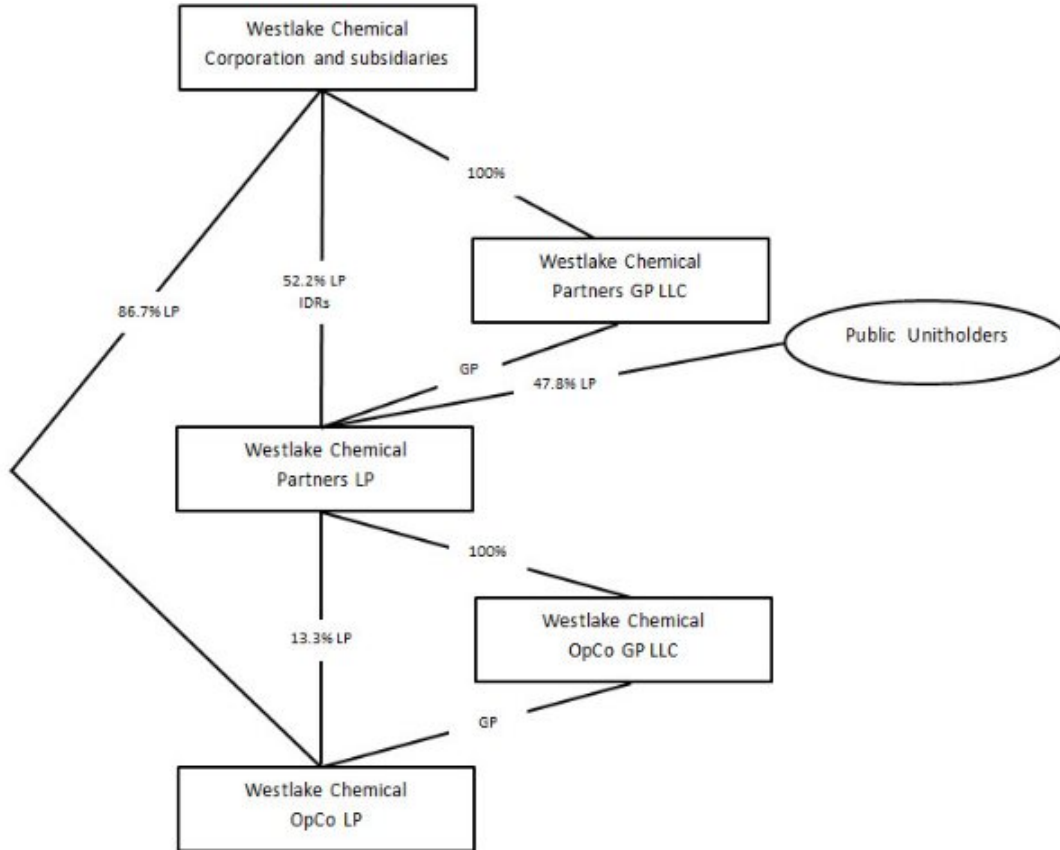 Westlake Chemical
Corporation and subsidiaries
100%
Westlake Chemical
Partners GP LLC
52.2% LP
IDRs
86.7% LP
Public Unitholders
GP
47.8% LP
Westlake Chemical
Partners LP
100%
Westlake Chemical
OpCo GP LLC
13.3% LP
GP
Westlake Chemical
OpCo LP